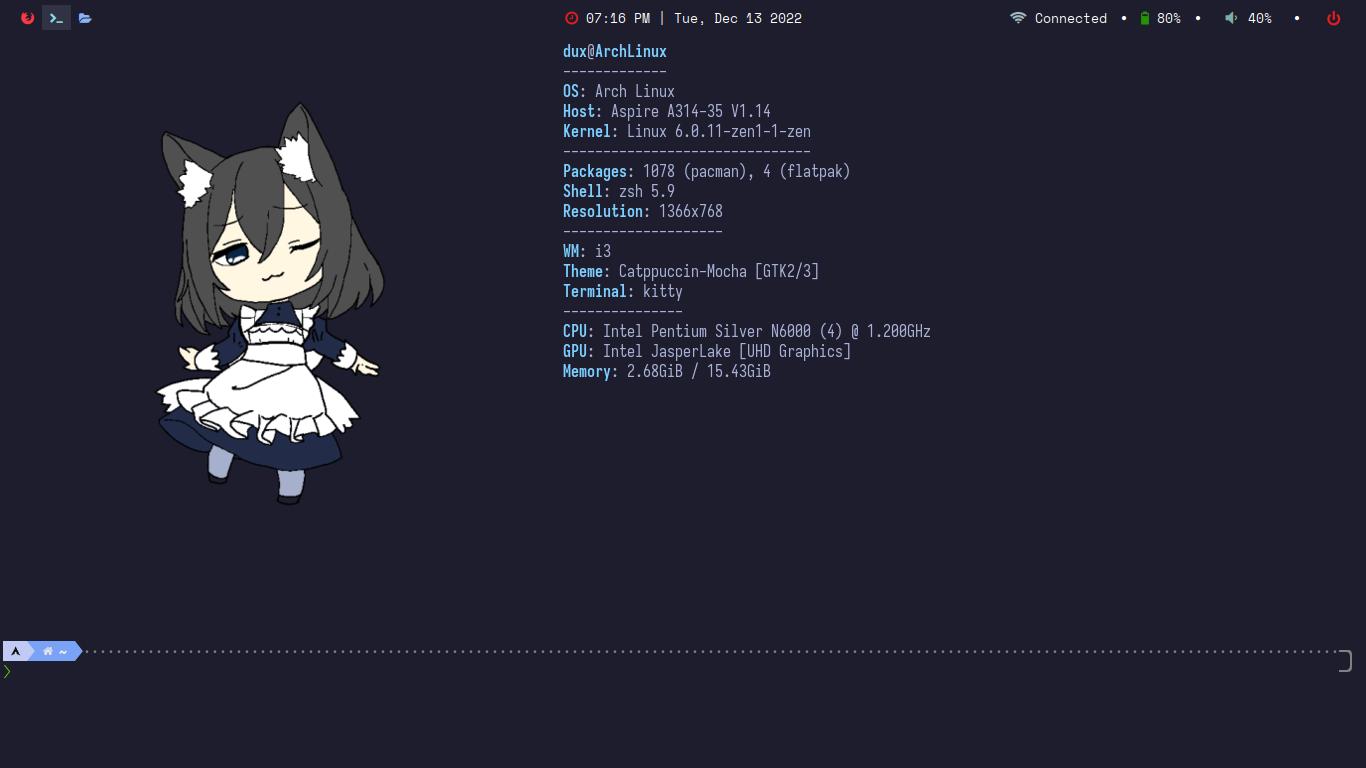 07:16 PM | Tue, Dec 13 2022
Connected • 80% • 40% •
dux@ArchLinux
-------------
OS: Arch Linux
Host: Aspire A314-35 V1.14
Kernel: Linux 6.0.11-zen1-1-zen
-------------------------------
Packages: 1078 (pacman), 4 (flatpak)
Shell: zsh 5.9
Resolution: 1366x768
--------------------
WM: i3
Theme: Catppuccin-Mocha [GTK2/3]
Terminal: kitty
---------------
CPU: Intel Pentium Silver N6000 (4) @ 1.200GHz
GPU: Intel JasperLake [UHD Graphics]
Memory: 2.68GiB / 15.43GiB
~
❯